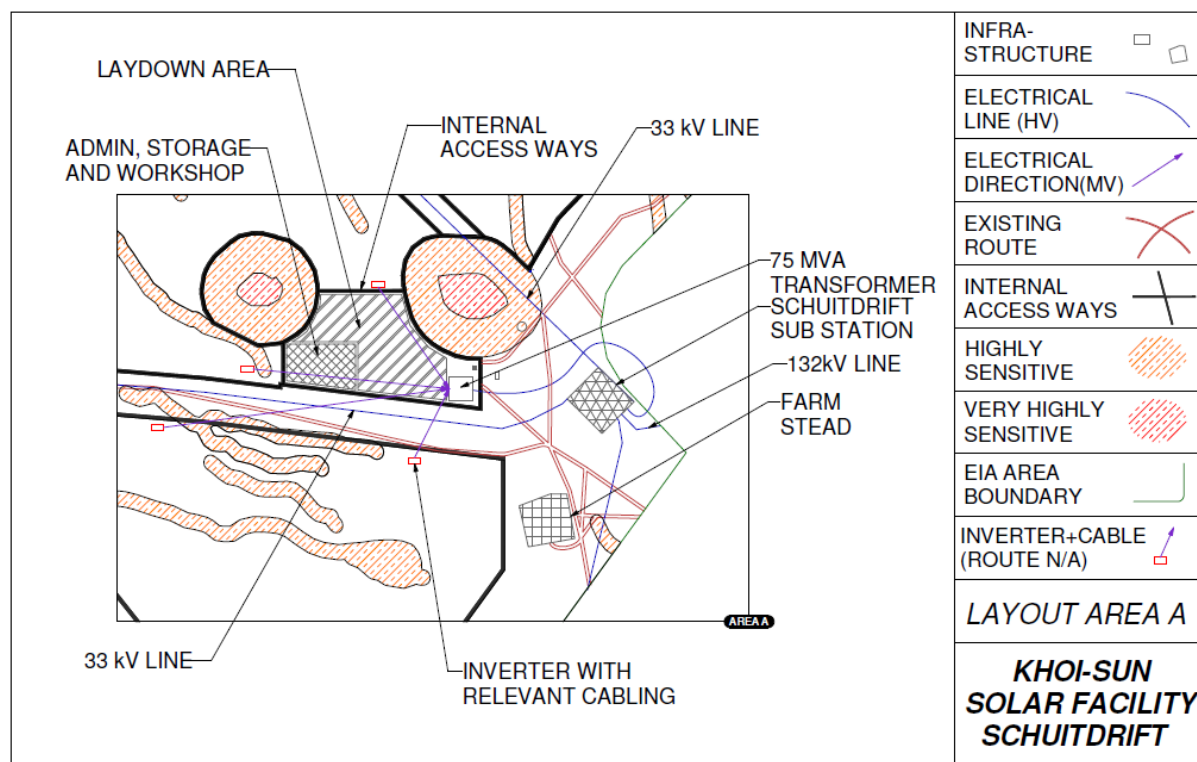 LAYDOWN AREA
ADMIN, STORAGE
AND WORKSHOP
INTERNAL
ACCESS WAYS
33 kV LINE
75 MVA
TRANSFORMER
SCHUITDRIFT
SUB STATION
132kV LINE
FARM
STEAD
AREA A
33 kV LINE
INVERTER WITH
RELEVANT CABLING
INFRA-
STRUCTURE
ELECTRICAL
LINE (HV)
ELECTRICAL
DIRECTION(MV)
EXISTING
ROUTE
INTERNAL
ACCESS WAYS
HIGHLY
SENSITIVE
VERY HIGHLY
SENSITIVE
EIA AREA
BOUNDARY
INVERTER+CABLE
(ROUTE N/A)
LAYOUT AREA A
KHOI-SUN
SOLAR FACILITY
SCHUITDRIFT